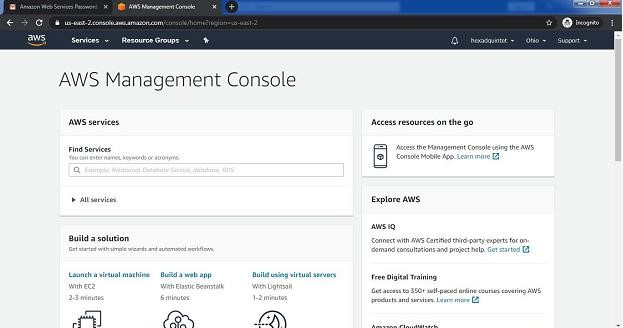 Amazon Web Services Password
AWS Management Console
us-east-2.console.aws.amazon.com/console/home?region=us-east-2
Incognito
aws
Services
Resource Groups
hexadquintet
Ohio
Support
AWS Management Console
AWS services
Find Services
You can enter names, keywords or acronyms.
Example: Relational Database Service, database, RDS
All services
Build a solution
Get started with simple wizards and automated workflows.
Launch a virtual machine
With EC2
2-3 minutes
Build a web app
With Elastic Beanstalk
6 minutes
Build using virtual servers
With Lightsail
1-2 minutes
Access resources on the go
Access the Management Console using the AWS
Console Mobile App. Learn more
Explore AWS
AWS IQ
Connect with AWS Certified third-party experts for on-
demand consultations and project help. Get started
Free Digital Training
Get access to 350+ self-paced online courses covering AWS
products and services. Learn more
Amazon CloudWatch